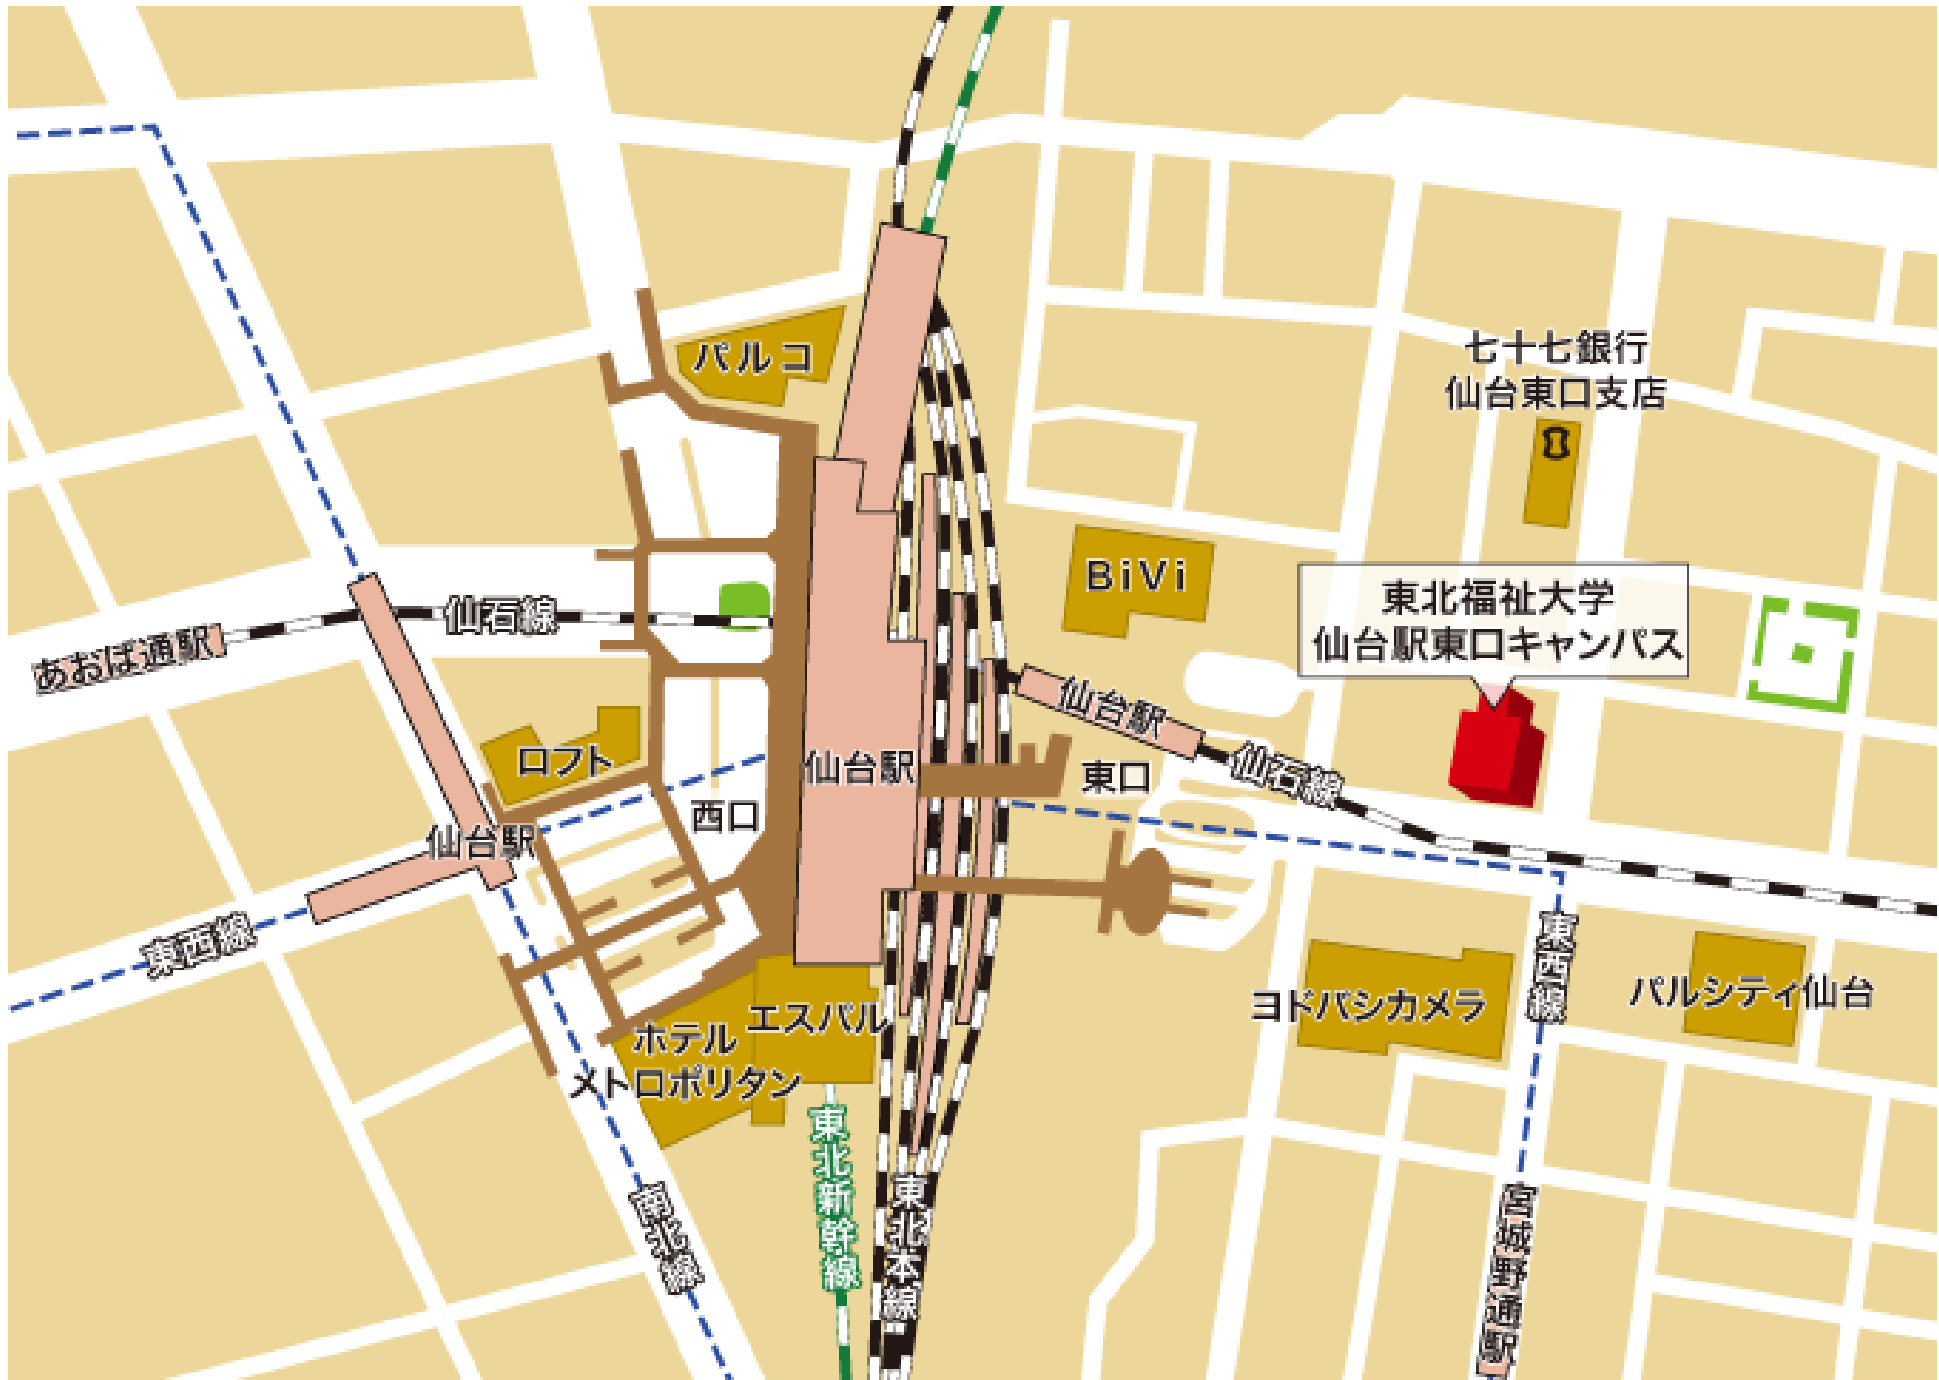 パルコ
七十七銀行
仙台東口支店
BiVi
東北福祉大学
仙台駅東口キャンパス
仙石線
あおば通駅
仙台駅
仙石線
ロフト
仙台駅
東口
西口
仙台駅
東西線
東西線
ヨドバシカメラ
パルシティ仙台
エスパル
ホテル
メトロポリタン
東北新幹線
東北本線
南北線
宮城野通駅